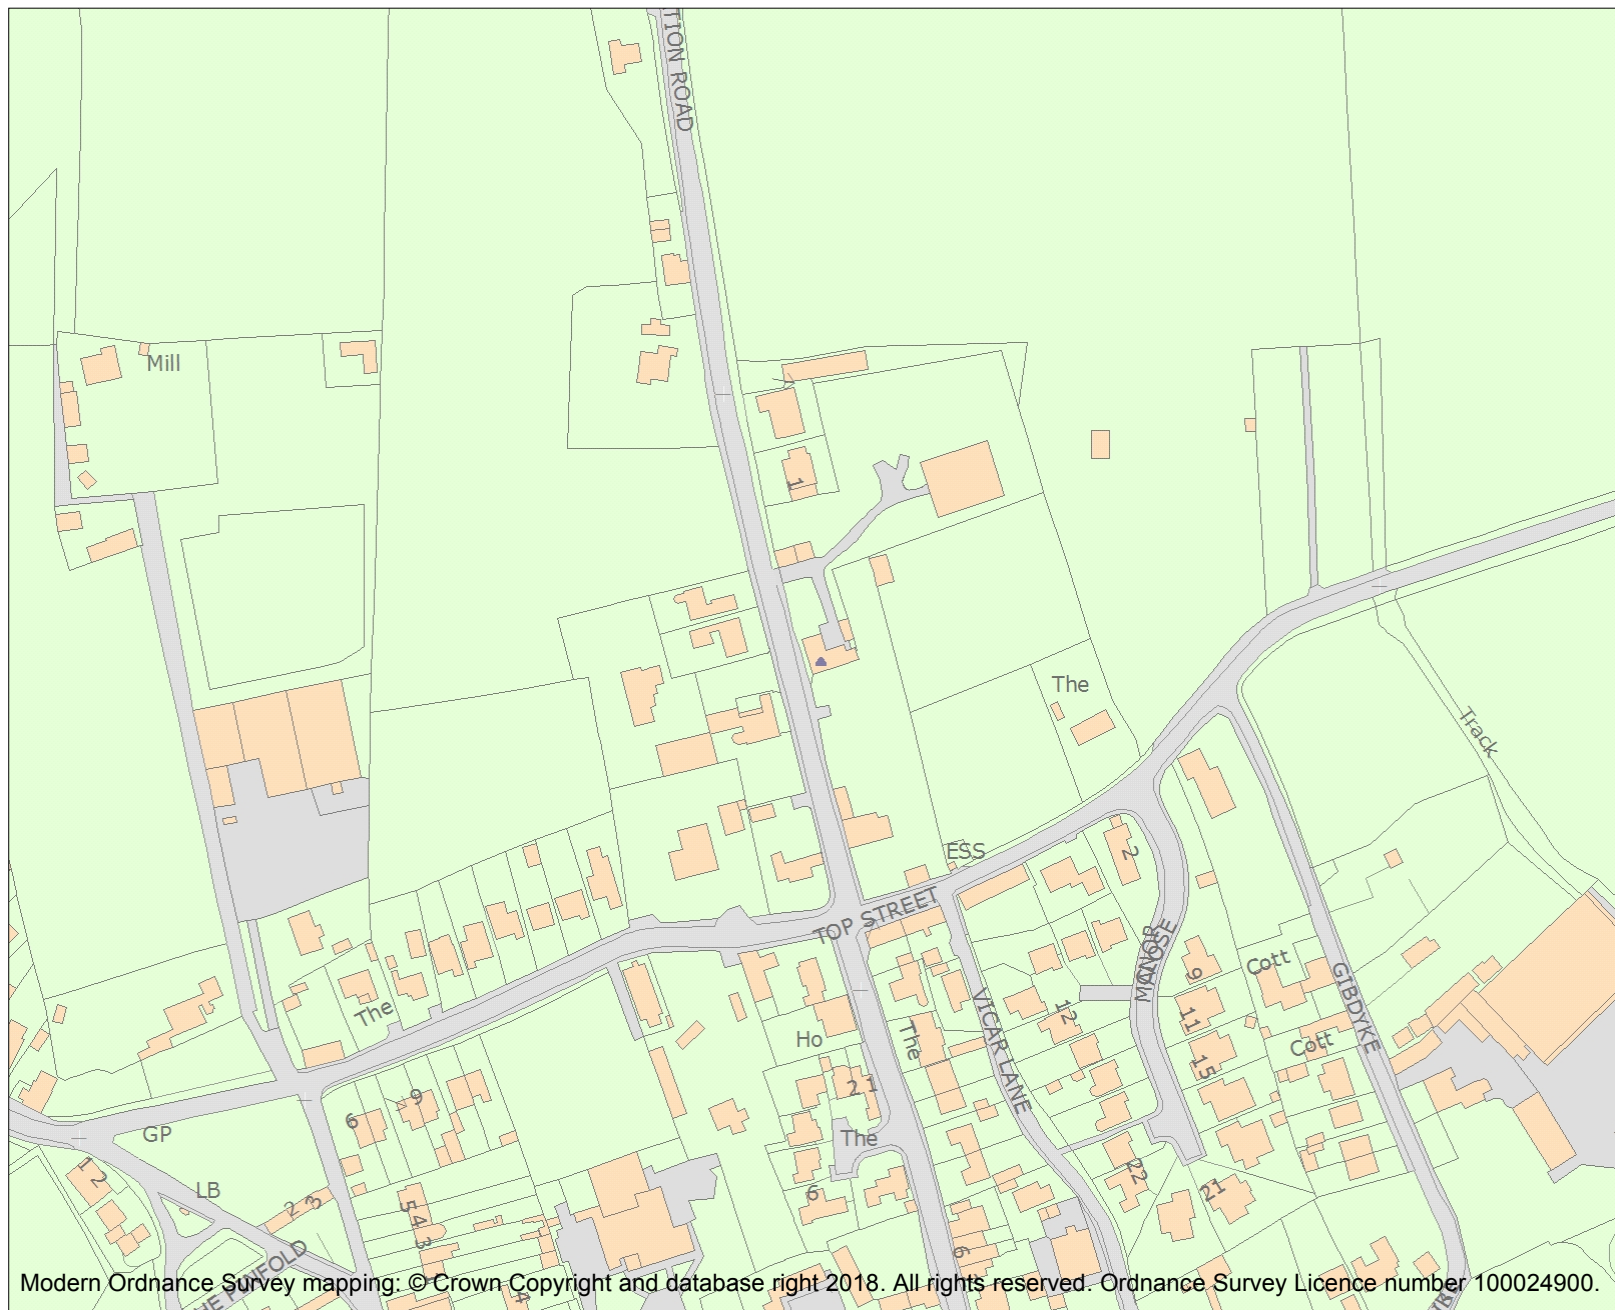 TION ROAD
Mill
1
The
Track
ESS
2
TOP STREET
MANOR
CLOSE
9
Cott
GIBDYKE
The
VICAR LANE
12
11
Ho
The
Cott
15
2 1
9
6
GP
The
1 2
22
LB
2 3
6
21
5 4 3
6
HE PINFOLD
4
Modern Ordnance Survey mapping: © Crown Copyright and database right 2018. All rights reserved. Ordnance Survey Licence number 100024900.